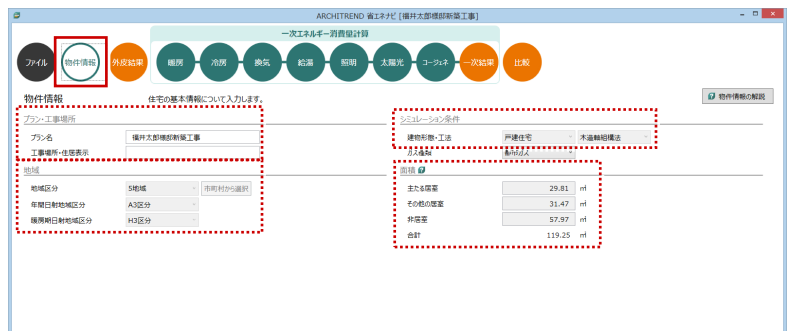 ARCHITREND 省エネナビ [福井太郎様邸新築工事]
一次エネルギー消費量計算
ファイル 物件情報 外皮結果 暖房 冷房 換気 給湯 照明 太陽光 コージェネ 一次結果 比較
物件情報 住宅の基本情報について入力します。 物件情報の解説
プラン・工事場所
プラン名 福井太郎様邸新築工事
工事場所・住居表示
地域
地域区分 5地域 市町村から選択
年間日射地域区分 A3区分
暖房期日射地域区分 H3区分
シミュレーション条件
建物形態・工法 戸建住宅 木造軸組構法
ガス種類 都市ガス
面積
主たる居室 29.81 ㎡
その他の居室 31.47 ㎡
非居室 57.97 ㎡
合計 119.25 ㎡